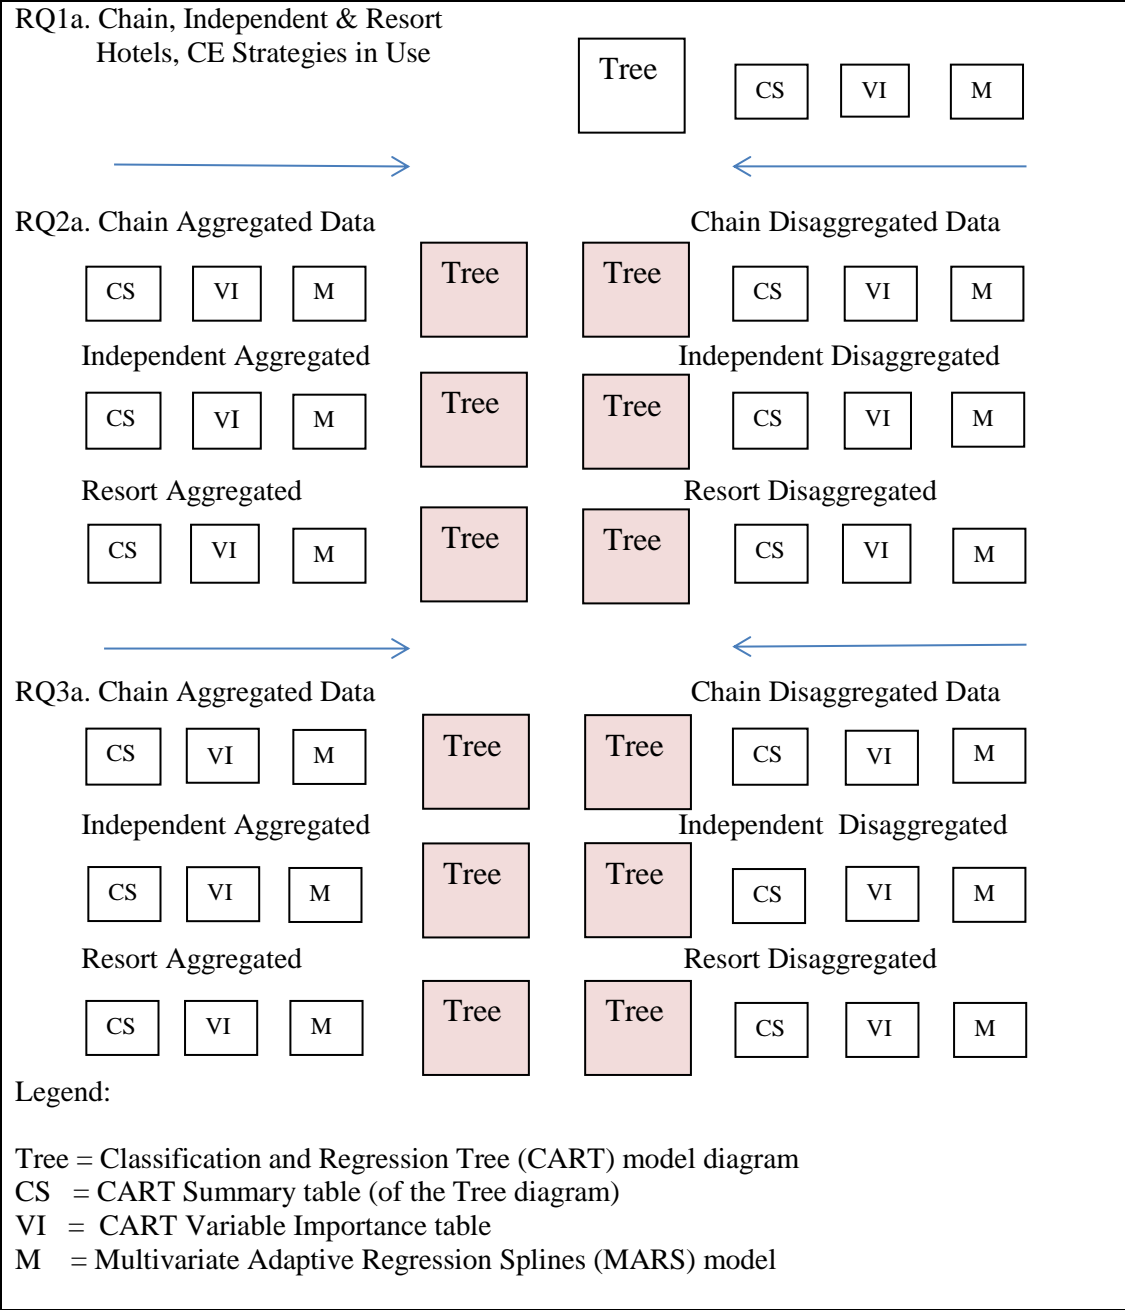 RQ1a. Chain, Independent & Resort
Hotels, CE Strategies in Use
Tree CS VI M
RQ2a. Chain Aggregated Data Chain Disaggregated Data
CS VI M Tree Tree CS VI M
Independent Aggregated Independent Disaggregated
CS VI M Tree Tree CS VI M
Resort Aggregated Resort Disaggregated
CS VI M Tree Tree CS VI M
RQ3a. Chain Aggregated Data Chain Disaggregated Data
CS VI M Tree Tree CS VI M
Independent Aggregated Independent Disaggregated
CS VI M Tree Tree CS VI M
Resort Aggregated Resort Disaggregated
CS VI M Tree Tree CS VI M
Legend:
Tree = Classification and Regression Tree (CART) model diagram
CS = CART Summary table (of the Tree diagram)
VI = CART Variable Importance table
M = Multivariate Adaptive Regression Splines (MARS) model